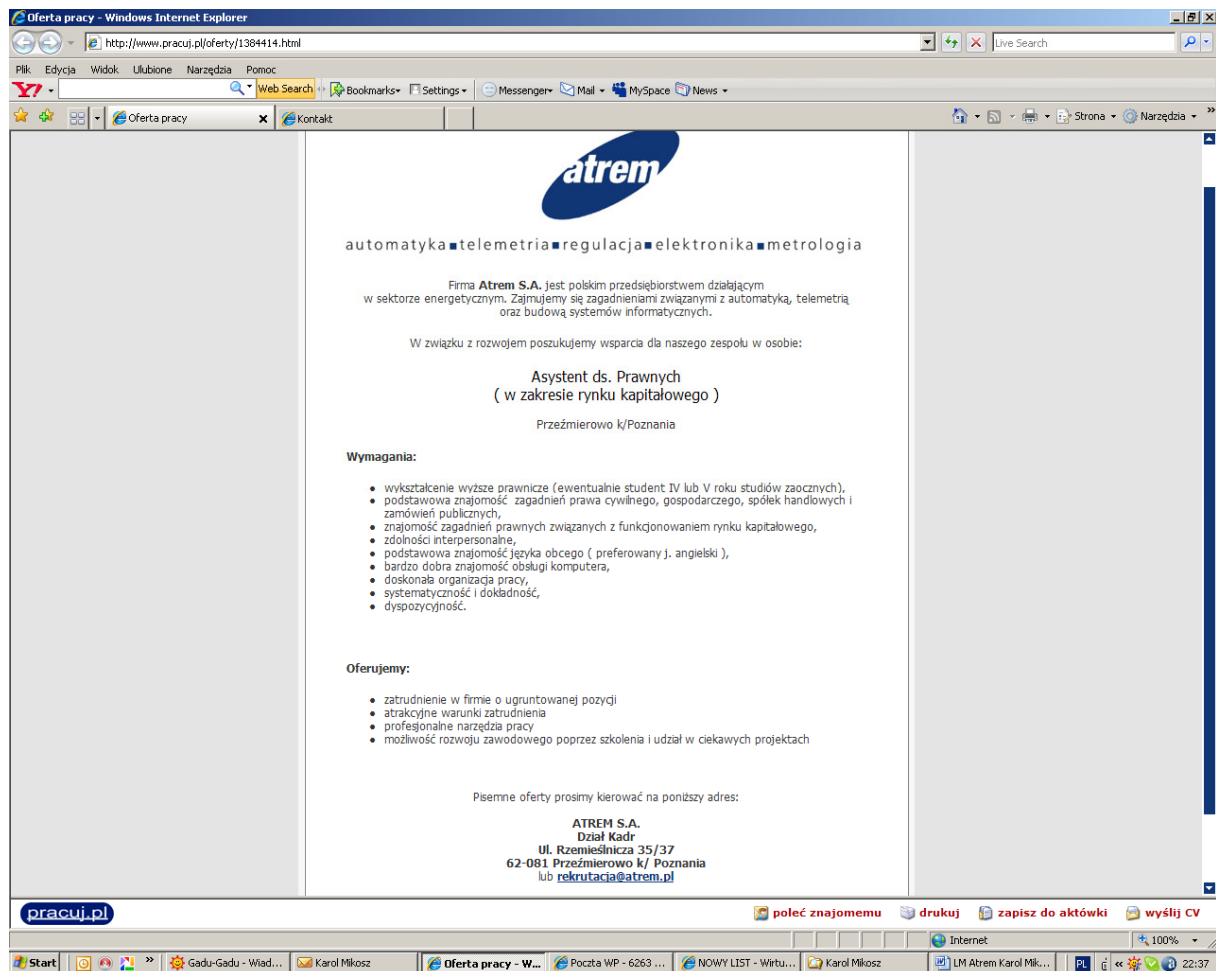 Oferta pracy - Windows Internet Explorer
http://www.pracuj.pl/oferty/1384414.html
Live Search
Plik Edycja Widok Ulubione Narzędzia Pomoc
Y! Web Search Bookmarks Settings Messenger Mail MySpace News
Oferta pracy Kontakt Strona Narzędzia
atrem
automatyka■telemetria■regulacja■elektronika■metrologia
Firma Atrem S.A. jest polskim przedsiębiorstwem działającym
w sektorze energetycznym. Zajmujemy się zagadnieniami związanymi z automatyką, telemetrią
oraz budową systemów informatycznych.
W związku z rozwojem poszukujemy wsparcia dla naszego zespołu w osobie:
Asystent ds. Prawnych
( w zakresie rynku kapitałowego )
Przeźmierowo k/Poznania
Wymagania:
• wykształcenie wyższe prawnicze (ewentualnie student IV lub V roku studiów zaocznych),
• podstawowa znajomość zagadnień prawa cywilnego, gospodarczego, spółek handlowych i
zamówień publicznych,
• znajomość zagadnień prawnych związanych z funkcjonowaniem rynku kapitałowego,
• zdolności interpersonalne,
• podstawowa znajomość języka obcego ( preferowany j. angielski ),
• bardzo dobra znajomość obsługi komputera,
• doskonała organizacja pracy,
• systematyczność i dokładność,
• dyspozycyjność.
Oferujemy:
• zatrudnienie w firmie o ugruntowanej pozycji
• atrakcyjne warunki zatrudnienia
• profesjonalne narzędzia pracy
• możliwość rozwoju zawodowego poprzez szkolenia i udział w ciekawych projektach
Pisemne oferty prosimy kierować na poniższy adres:
ATREM S.A.
Dział Kadr
Ul. Rzemieślnicza 35/37
62-081 Przeźmierowo k/ Poznania
lub rekrutacja@atrem.pl
pracuj.pl poleć znajomemu drukuj zapisz do aktówki wyślij CV
Internet 100%
Start Gadu-Gadu - Wiad... Karol Mikosz Oferta pracy - W... Poczta WP - 6263 ... NOWY LIST - Wirtu... Karol Mikosz LM Atrem Karol Mik... PL 22:37